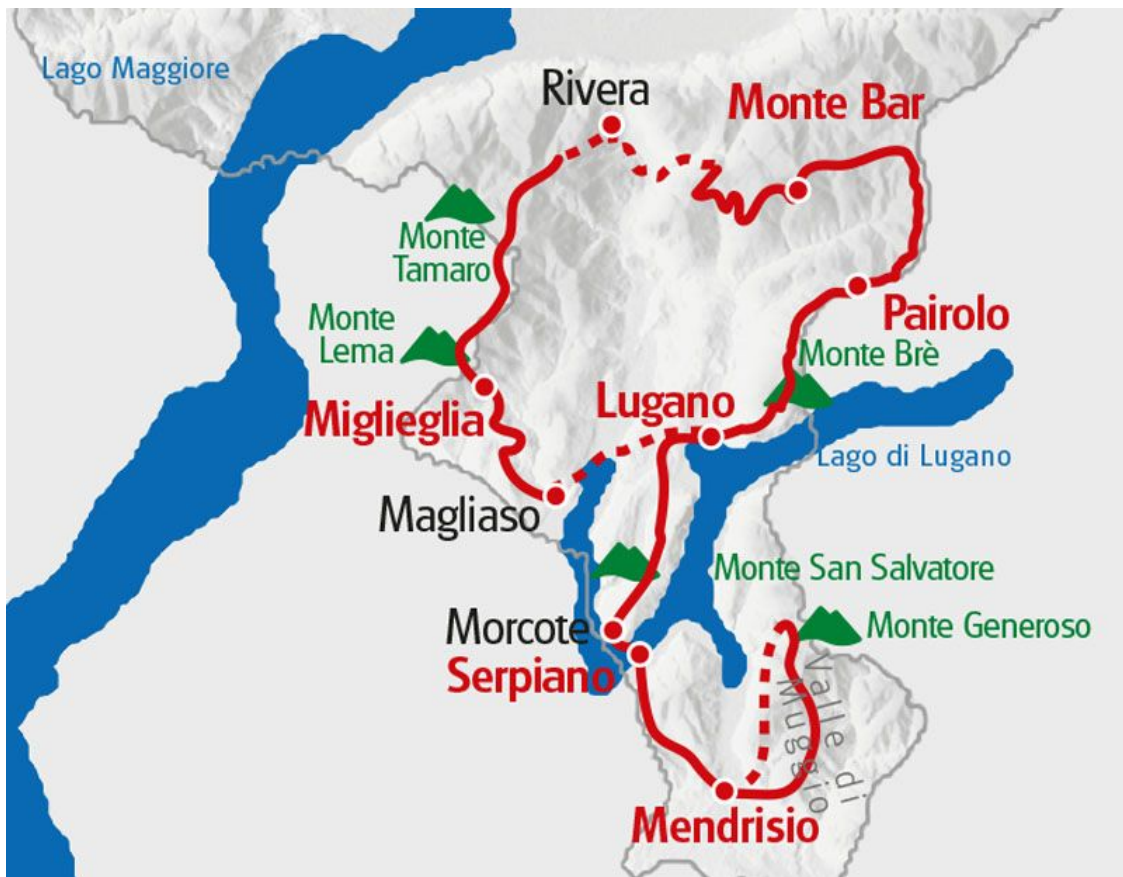 Lago Maggiore
Rivera
Monte Bar
Monte
Tamaro
Monte
Lema
Pairolo
Monte Brè
Miglieglia
Lugano
Lago di Lugano
Magliaso
Monte San Salvatore
Morcote
Monte Generoso
Serpiano
Valle di
Muggio
Mendrisio